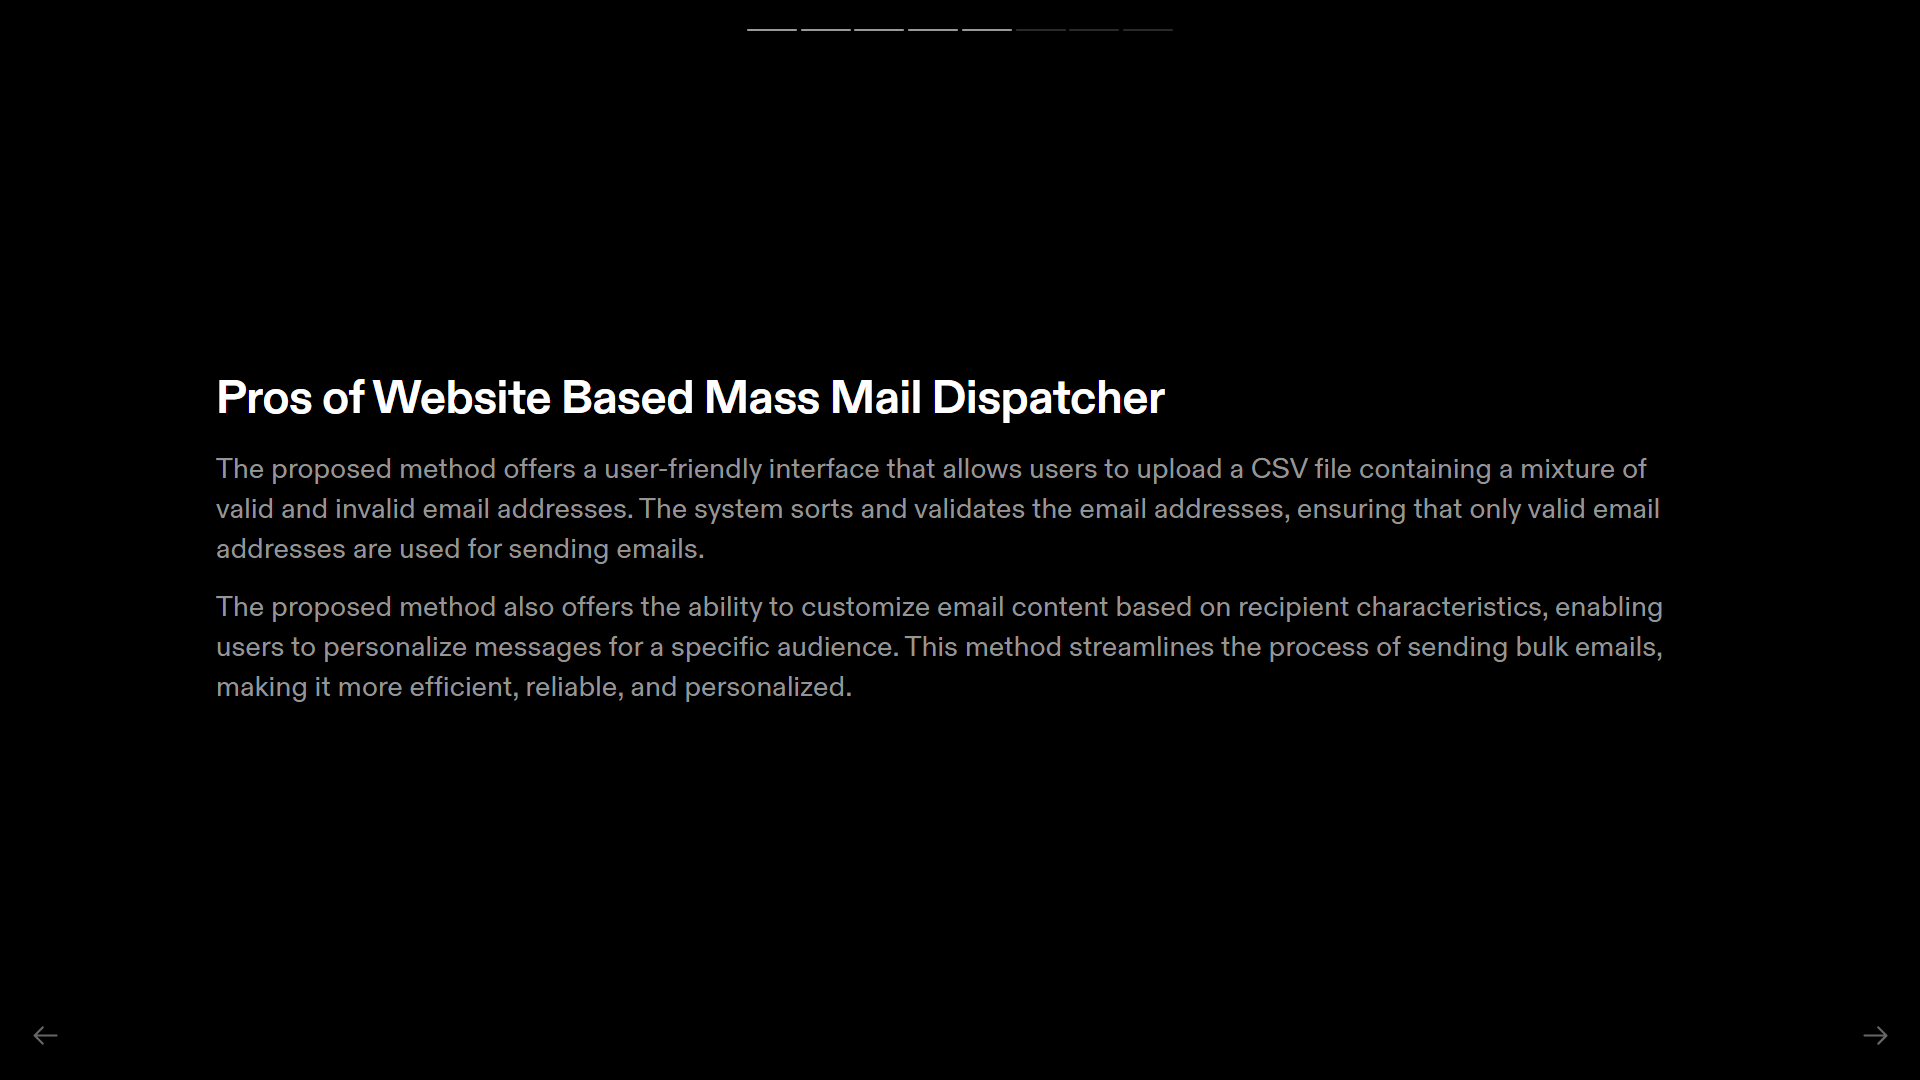 Pros of Website Based Mass Mail Dispatcher
The proposed method offers a user-friendly interface that allows users to upload a CSV file containing a mixture of
valid and invalid email addresses. The system sorts and validates the email addresses, ensuring that only valid email
addresses are used for sending emails.
The proposed method also offers the ability to customize email content based on recipient characteristics, enabling
users to personalize messages for a specific audience. This method streamlines the process of sending bulk emails,
making it more efficient, reliable, and personalized.